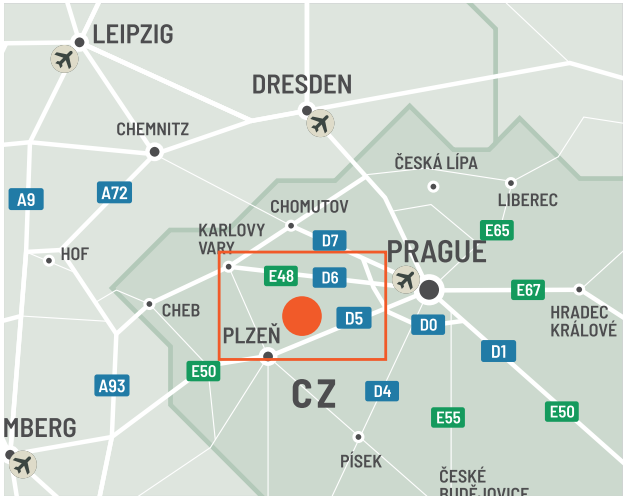 LEIPZIG
DRESDEN
CHEMNITZ
ČESKÁ LÍPA
A9
A72
LIBEREC
CHOMUTOV
KARLOVY
VARY
E65
D7
PRAGUE
HOF
E48
D6
E67
CHEB
D5
D0
HRADEC
KRÁLOVÉ
PLZEŇ
D1
E50
A93
CZ
D4
E55
E50
MBERG
PÍSEK
ČESKÉ
BUDĚJOVICE